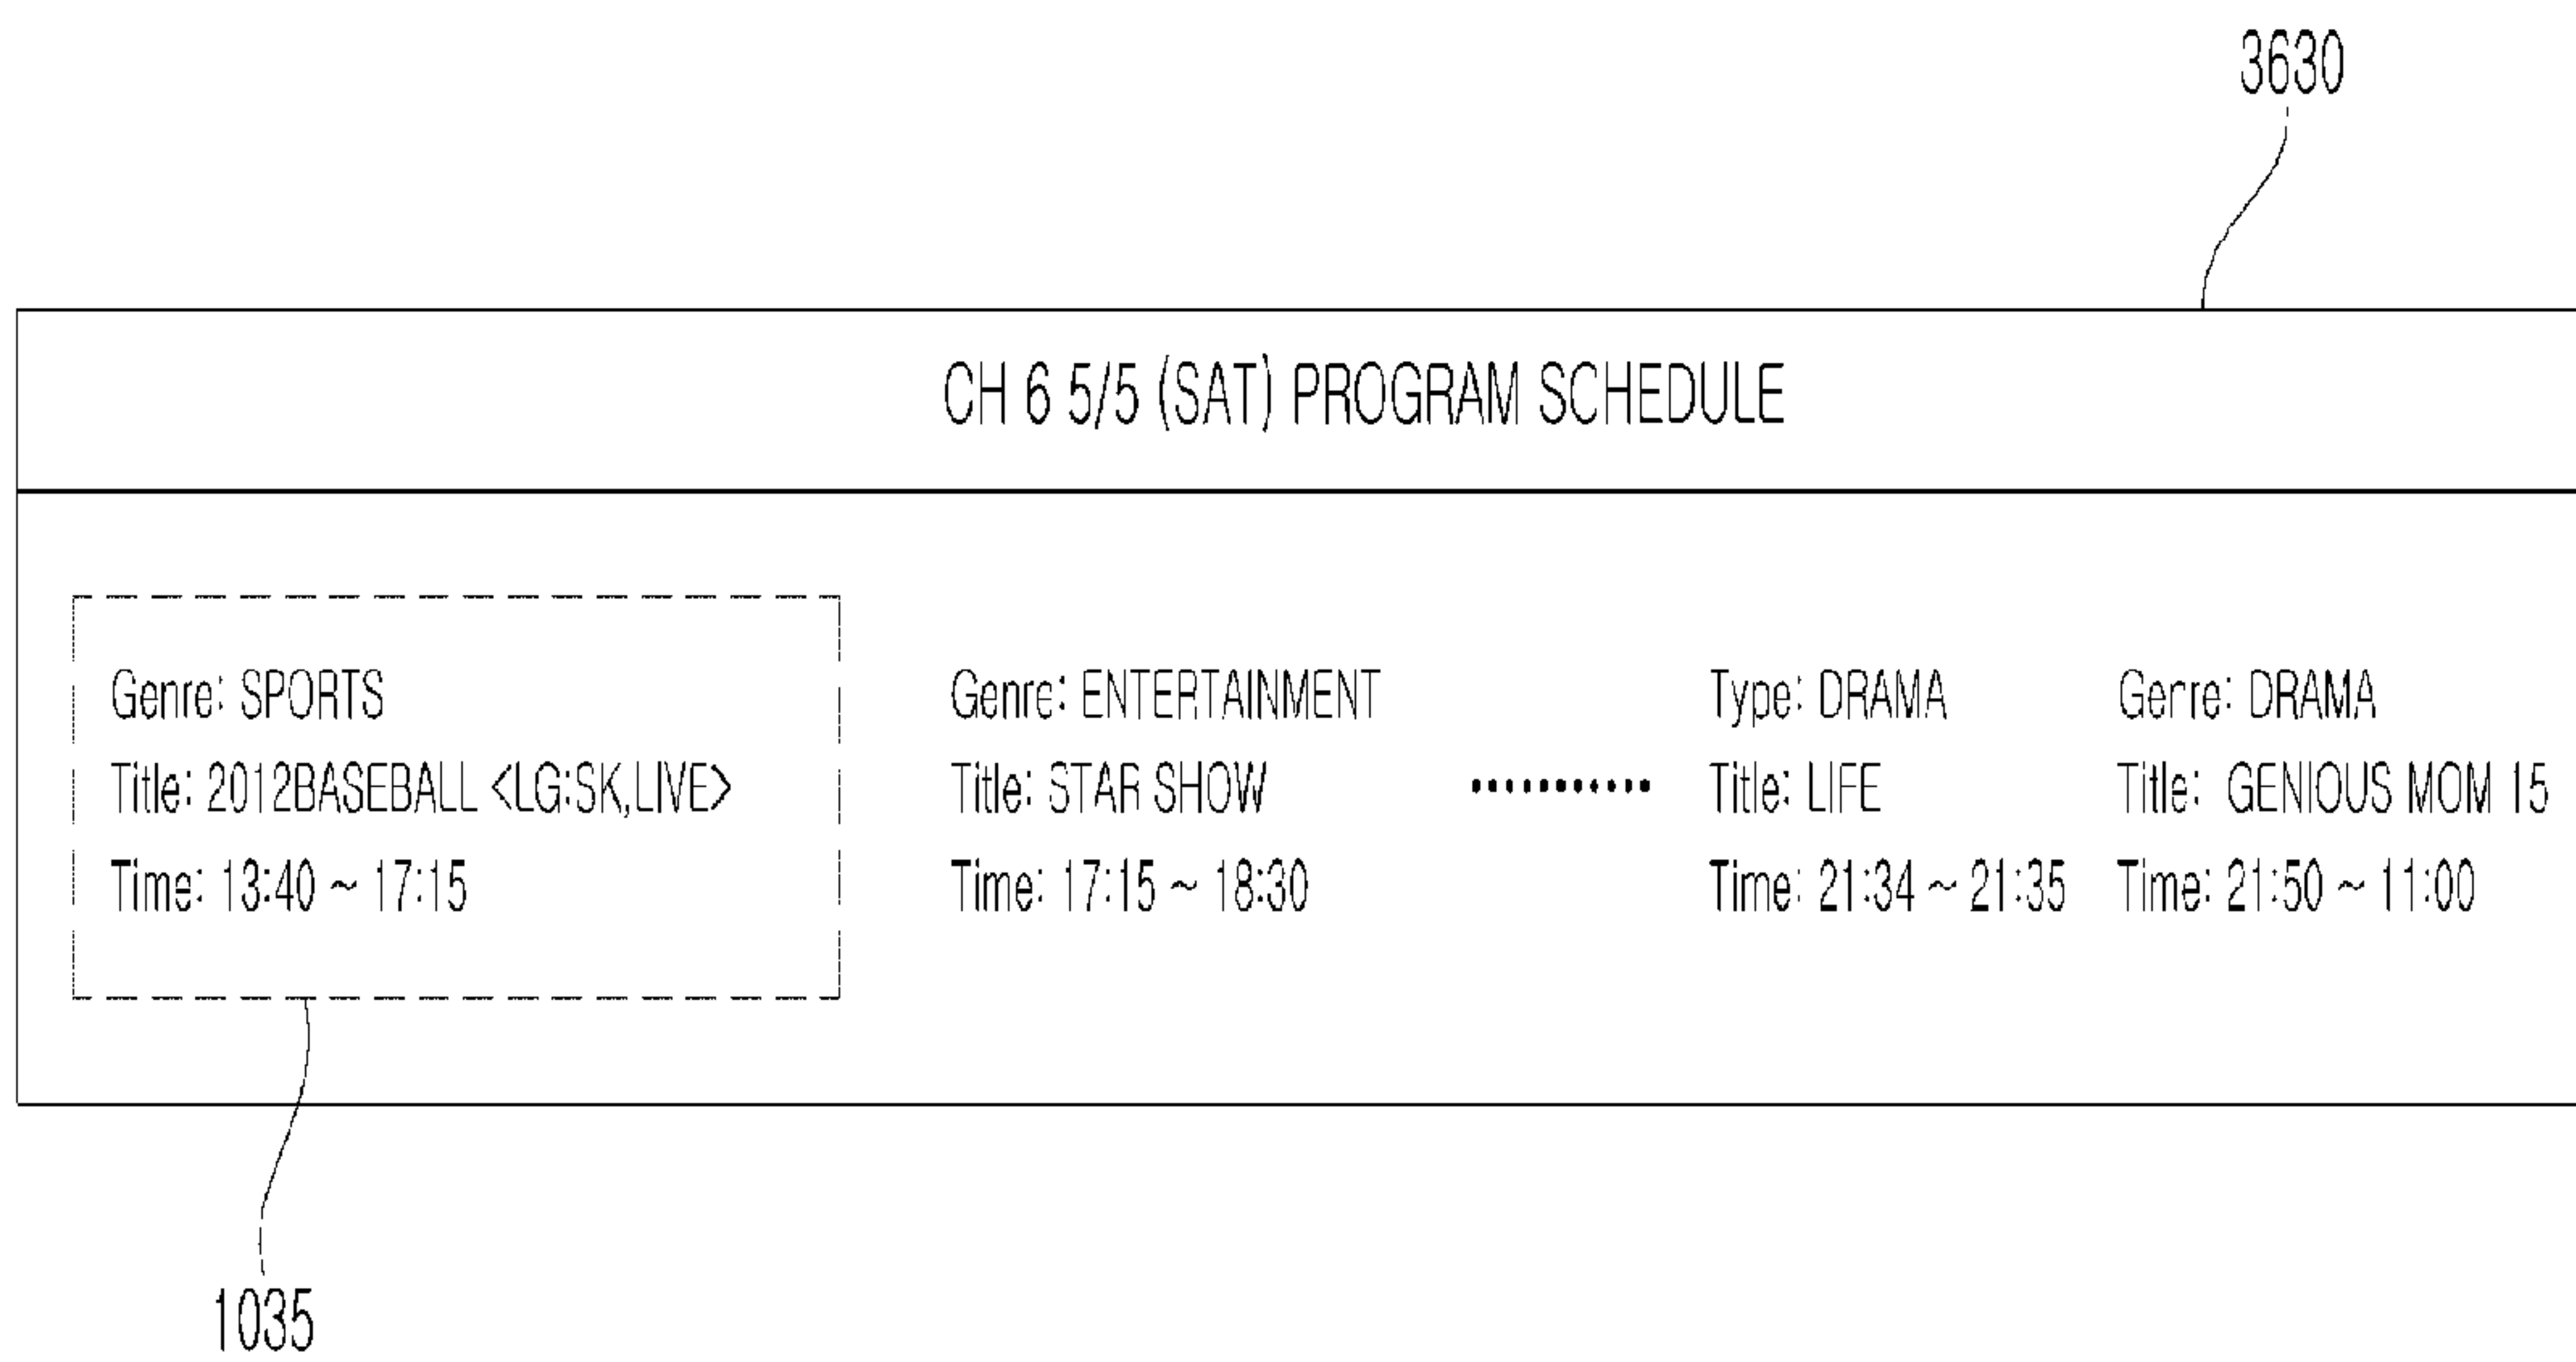 3630
CH 6 5/5 (SAT) PROGRAM SCHEDULE
Genre: SPORTS
Title: 2012BASEBALL <LG:SK,LIVE>
Time: 13:40 ~ 17:15
Genre: ENTERTAINMENT
Title: STAR SHOW
Time: 17:15 ~ 18:30
...........
Type: DRAMA
Title: LIFE
Time: 21:34 ~ 21:35
Genre: DRAMA
Title: GENIOUS MOM 15
Time: 21:50 ~ 11:00
1035